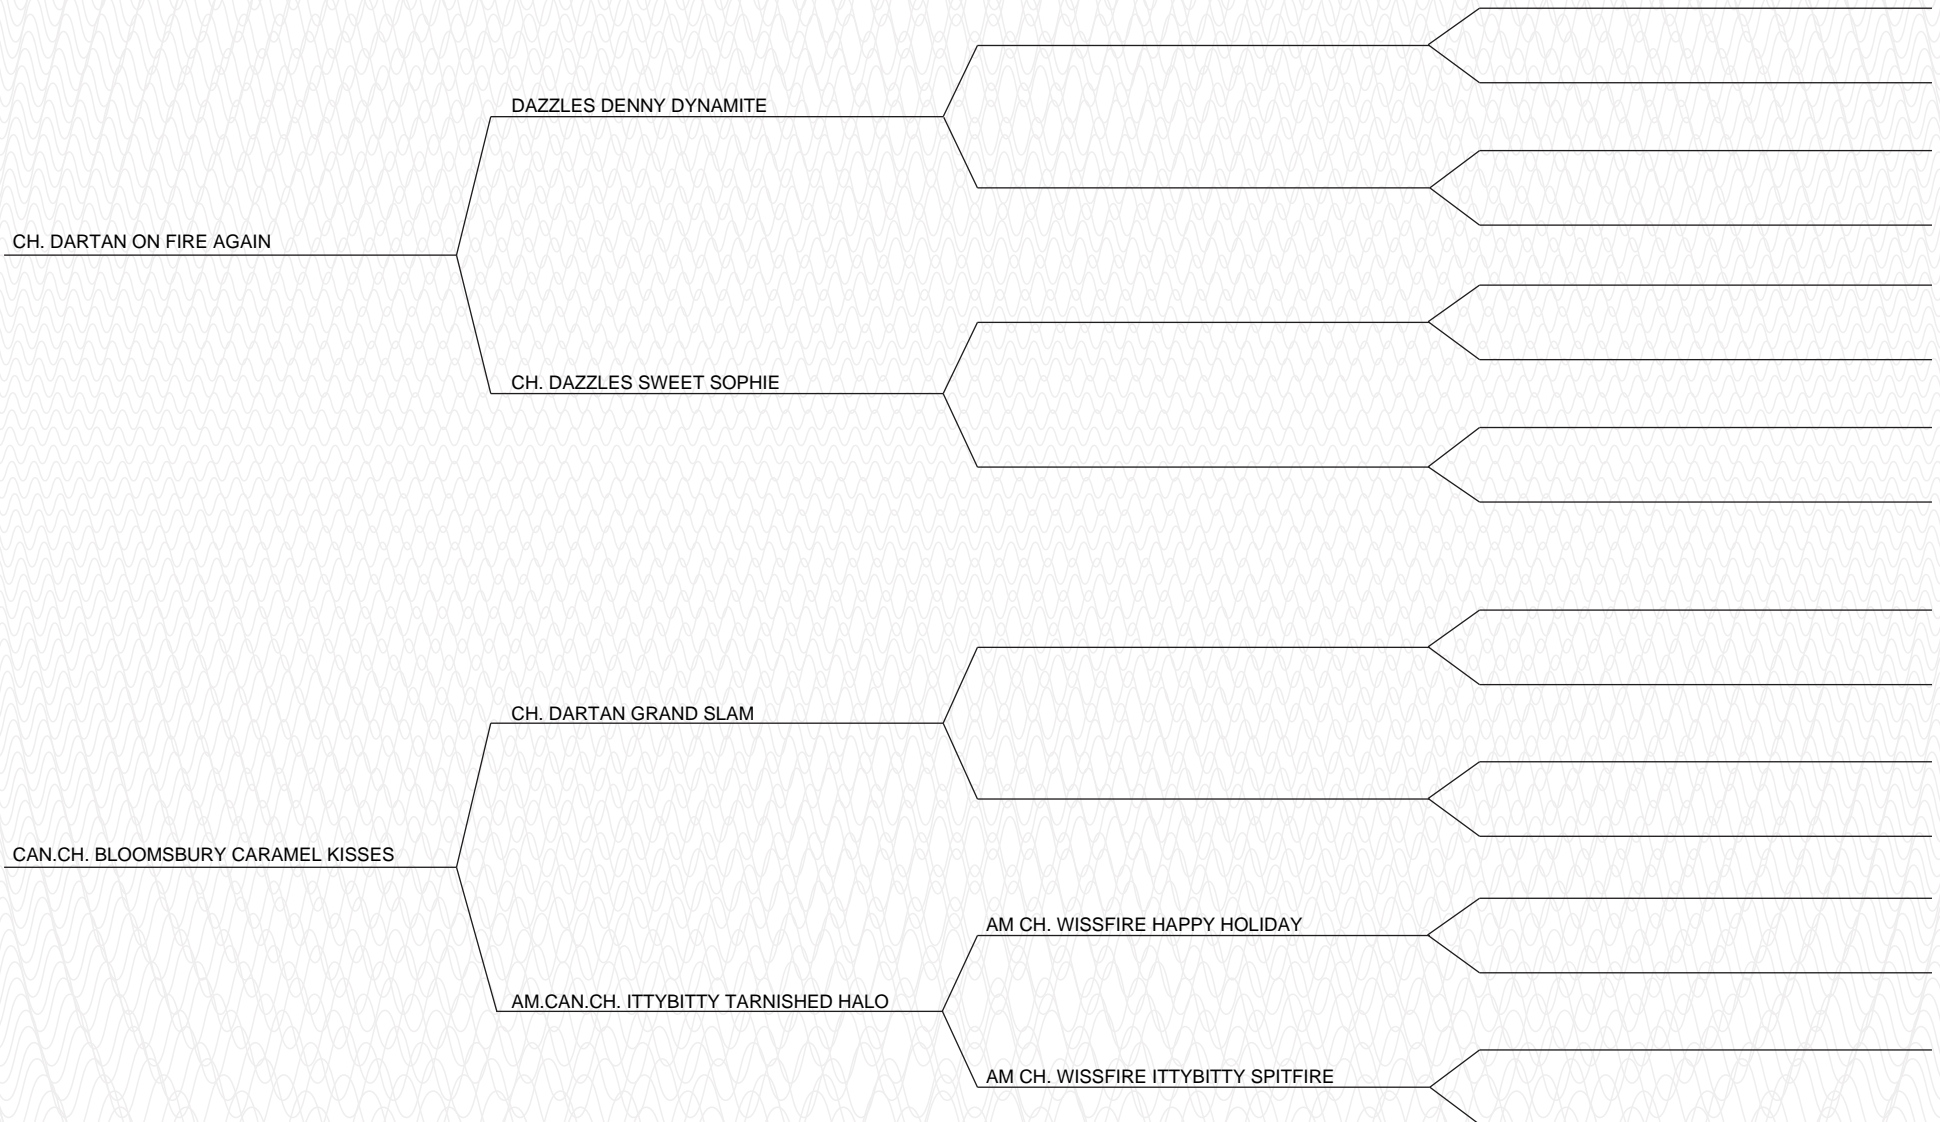 DAZZLES DENNY DYNAMITE
CH. DARTAN ON FIRE AGAIN
CH. DAZZLES SWEET SOPHIE
CH. DARTAN GRAND SLAM
CAN.CH. BLOOMSBURY CARAMEL KISSES
AM CH. WISSFIRE HAPPY HOLIDAY
AM.CAN.CH. ITTYBITTY TARNISHED HALO
AM CH. WISSFIRE ITTYBITTY SPITFIRE